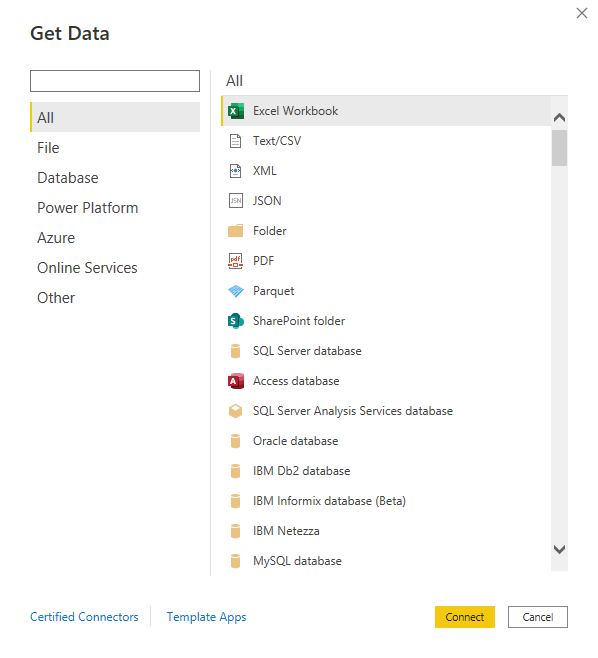 Get Data
All
File
Database
Power Platform
Azure
Online Services
Other
All
Excel Workbook
Text/CSV
XML
JSON
JSON
Folder
pdf
PDF
Parquet
S
SharePoint folder
SQL Server database
A
Access database
SQL Server Analysis Services database
Oracle database
IBM Db2 database
IBM Informix database (Beta)
IBM Netezza
MySQL database
Certified Connectors
Template Apps
Connect
Cancel